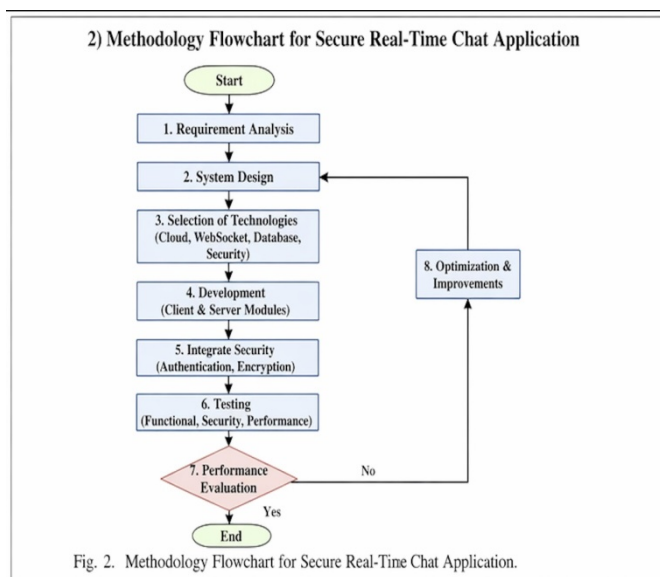 2) Methodology Flowchart for Secure Real-Time Chat Application
Start
1. Requirement Analysis
2. System Design
3. Selection of Technologies
(Cloud, WebSocket, Database,
Security)
4. Development
(Client & Server Modules)
5. Integrate Security
(Authentication, Encryption)
6. Testing
(Functional, Security, Performance)
7. Performance
Evaluation
No
8. Optimization &
Improvements
Yes
End
Fig. 2. Methodology Flowchart for Secure Real-Time Chat Application.